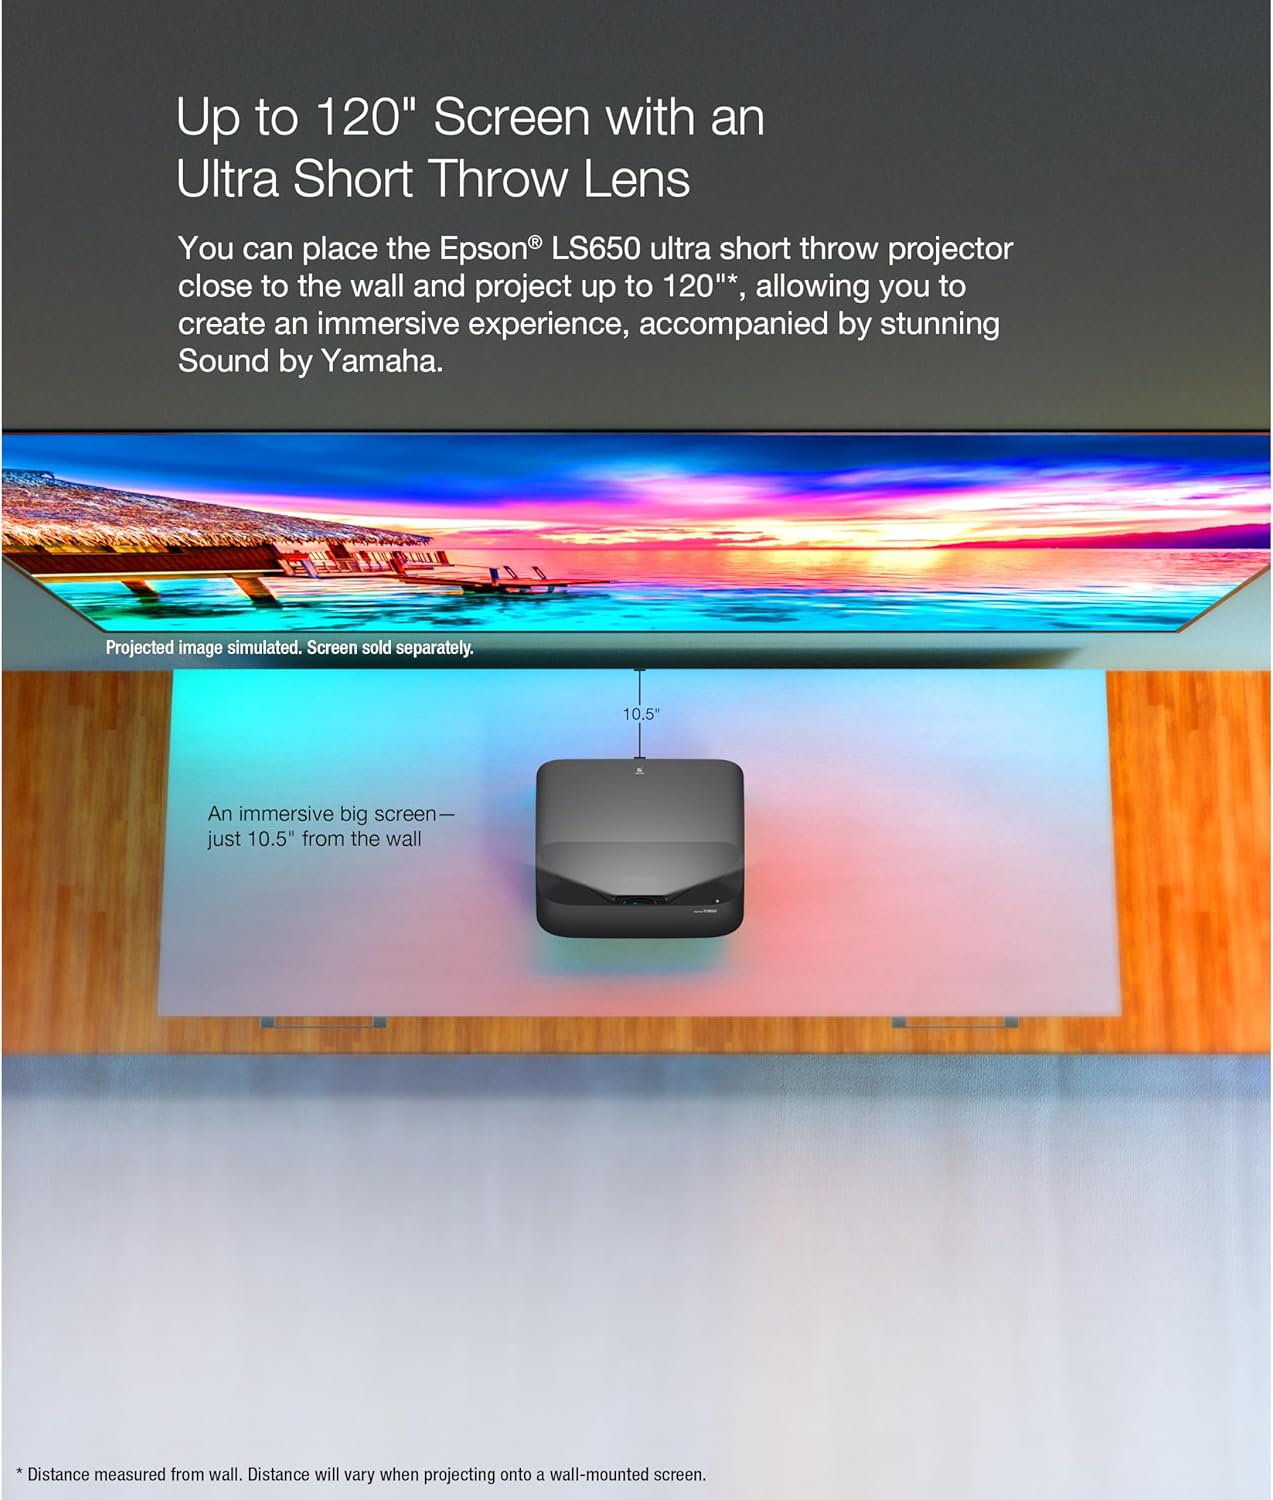 Up to 120" Screen with an
Ultra Short Throw Lens
You can place the Epson® LS650 ultra short throw projector
close to the wall and project up to 120"*, allowing you to
create an immersive experience, accompanied by stunning
Sound by Yamaha.
Projected image simulated. Screen sold separately.
10.5"
An immersive big screen—
just 10.5" from the wall
* Distance measured from wall. Distance will vary when projecting onto a wall-mounted screen.